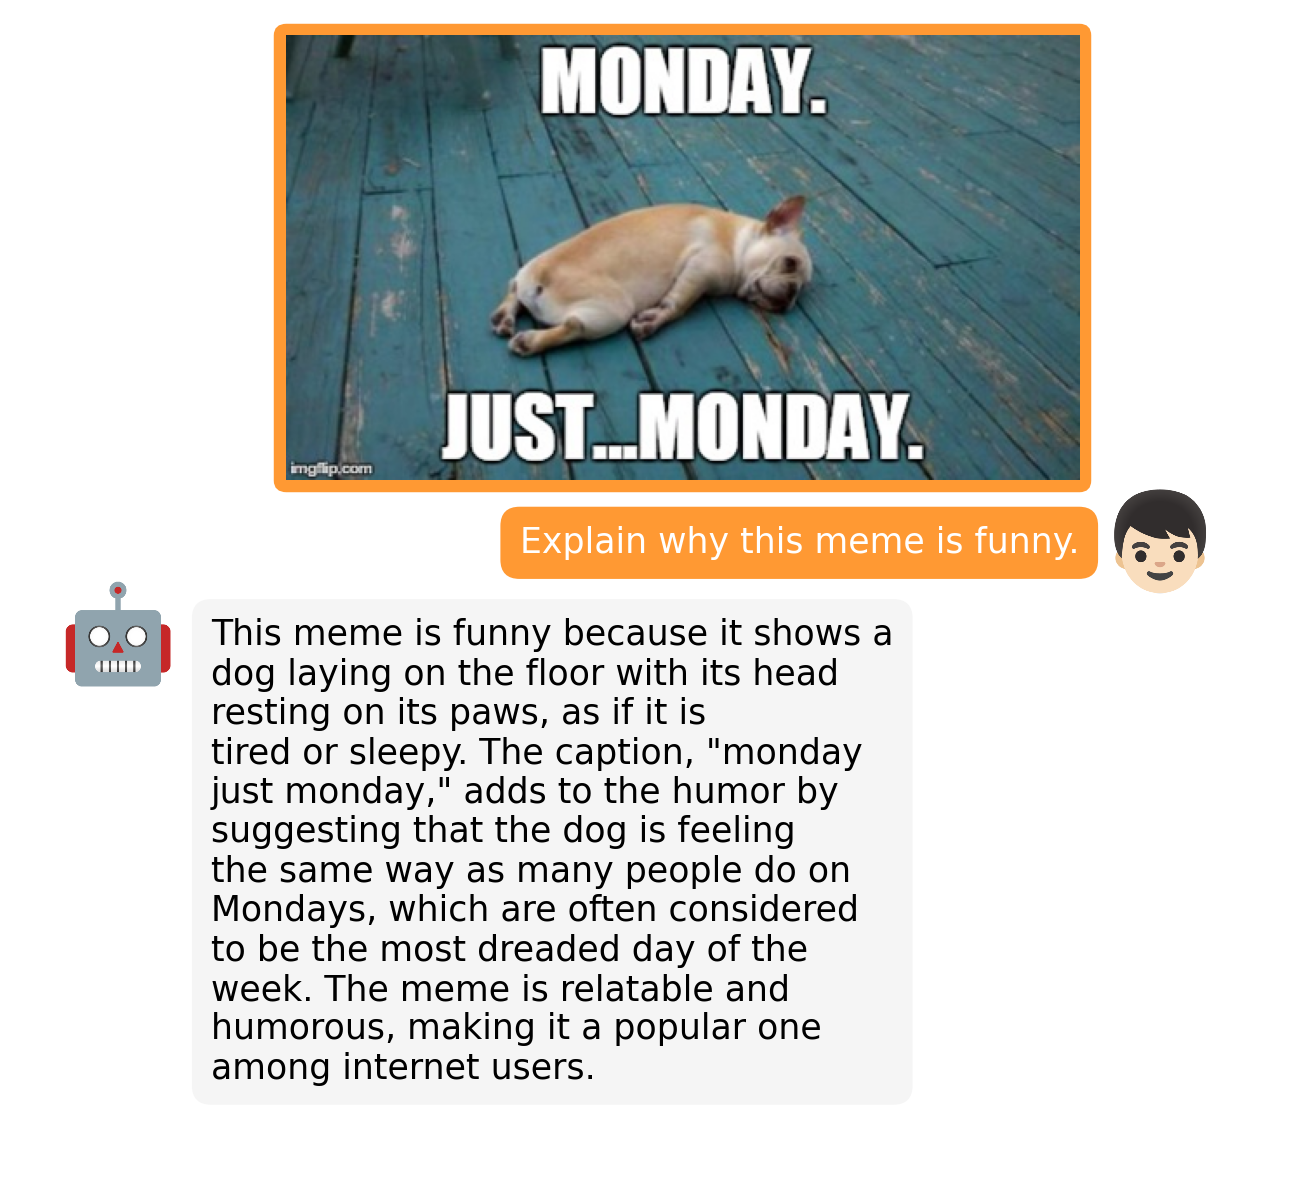 MONDAY.
JUST...MONDAY.
imgflip.com
Explain why this meme is funny.
This meme is funny because it shows a
dog laying on the floor with its head
resting on its paws, as if it is
tired or sleepy. The caption, "monday
just monday," adds to the humor by
suggesting that the dog is feeling
the same way as many people do on
Mondays, which are often considered
to be the most dreaded day of the
week. The meme is relatable and
humorous, making it a popular one
among internet users.